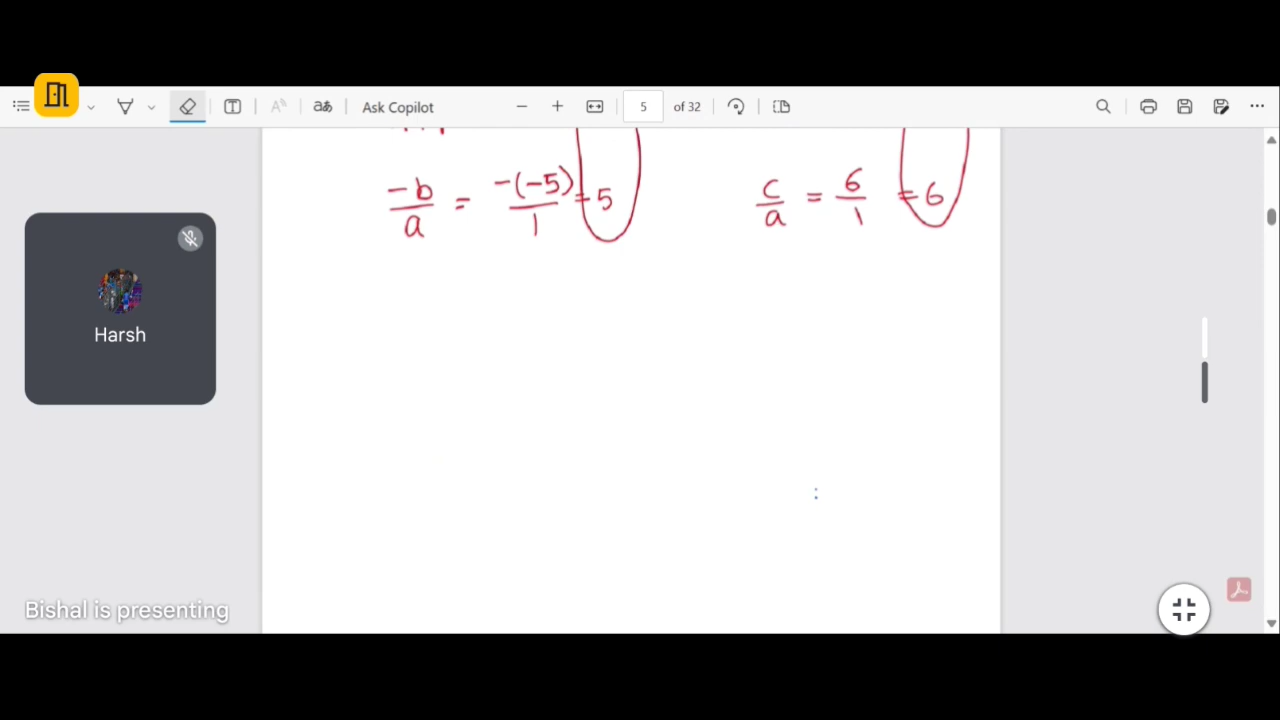 Ask Copilot
5 of 32
-b/a = -(-5)/1 = 5
c/a = 6/1 = 6
Harsh
:
Bishal is presenting